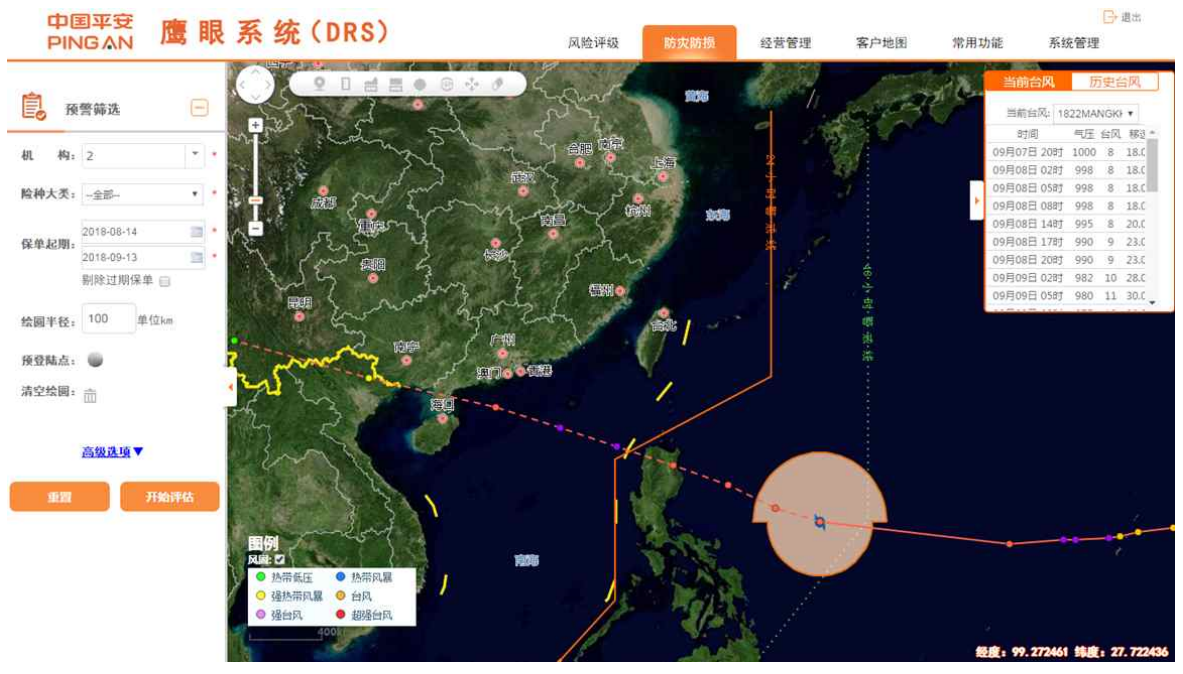 中国平安
PING AN
鹰眼系统(DRS)
退出
风险评级 防灾防损 经营管理 客户地图 常用功能 系统管理
预警筛选
机 构: 2 *
险种大类: --全部-- *
保单起期: 2018-08-14 *
2018-09-13 *
剔除过期保单
绘圆半径: 100 单位km
预登陆点:
清空绘圆:
高级选项▼
重置 开始评估
当前台风 历史台风
当前台风: 1822MANGKH
时间 气压 台风 移速
09月07日 20时 1000 8 18.0
09月08日 02时 998 8 18.0
09月08日 05时 998 8 18.0
09月08日 08时 998 8 18.0
09月08日 14时 995 8 20.0
09月08日 17时 990 9 23.0
09月08日 20时 990 9 23.0
09月09日 02时 982 10 28.0
09月09日 05时 980 11 30.0
黄海
合肥 南京
上海
武汉
成都
杭州
重庆
南昌
东海
长沙
贵阳
福州
昆明
台北
广州
南宁
澳门 香港
海口
南海
24小时警戒线
48小时警戒线
图例
风圈:
热带低压 热带风暴
强热带风暴 台风
强台风 超强台风
400
经度: 99.272461 纬度: 27.722436